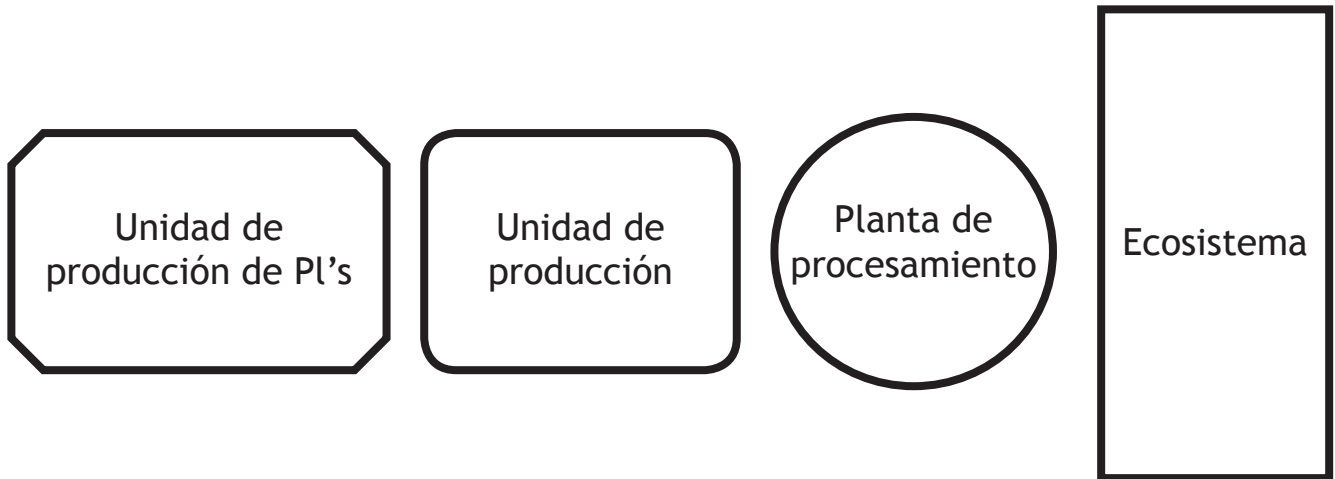 Unidad de
producción de Pl's
Unidad de
producción
Planta de
procesamiento
Ecosistema